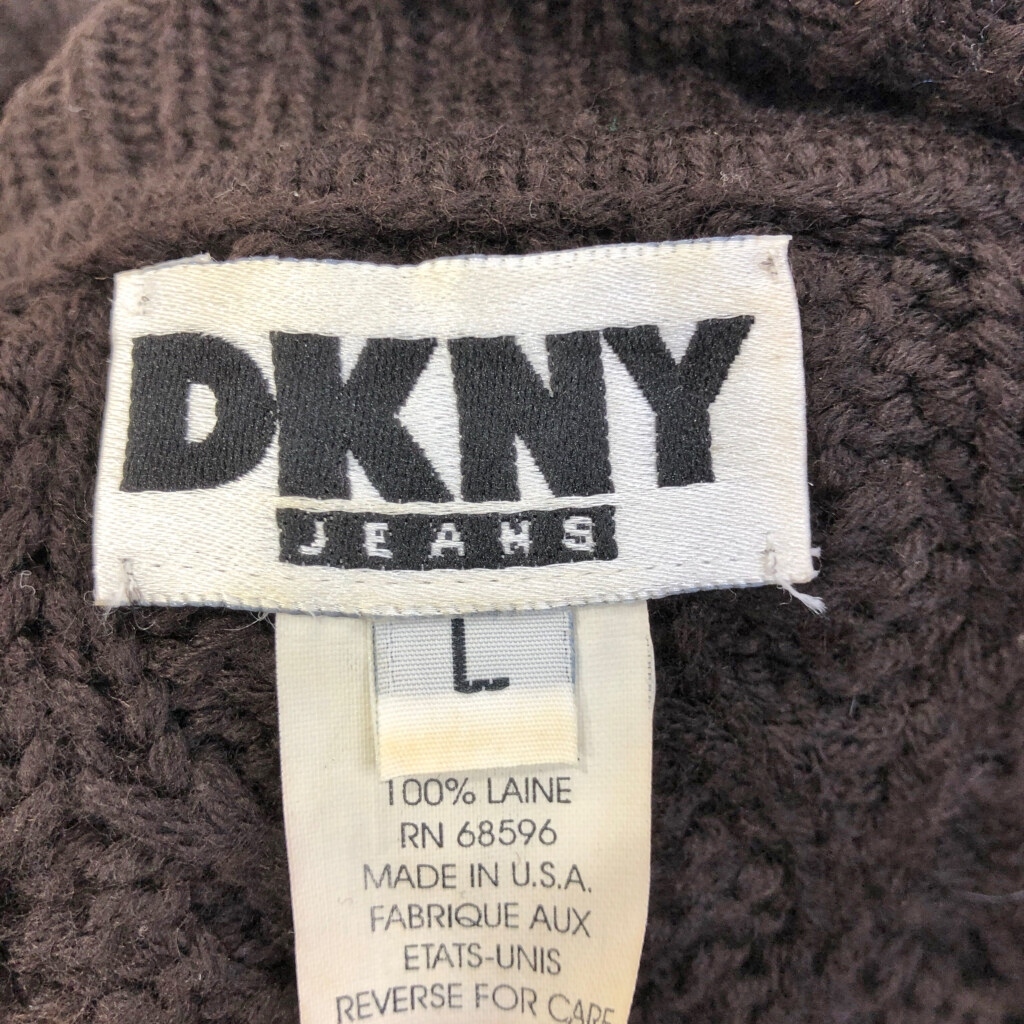 DKNY
JEANS
L
100% LAINE
RN 68596
MADE IN U.S.A.
FABRIQUE AUX
ETATS-UNIS
REVERSE FOR CARE